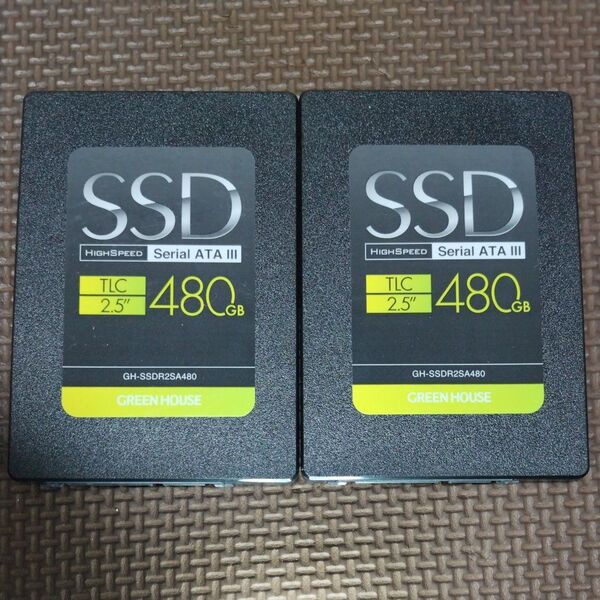 SSD
HIGHSPEED Serial ATA III
TLC
2.5" 480GB
GH-SSDR2SA480
GREEN HOUSE
SSD
HIGHSPEED Serial ATA III
TLC
2.5" 480GB
GH-SSDR2SA480
GREEN HOUSE